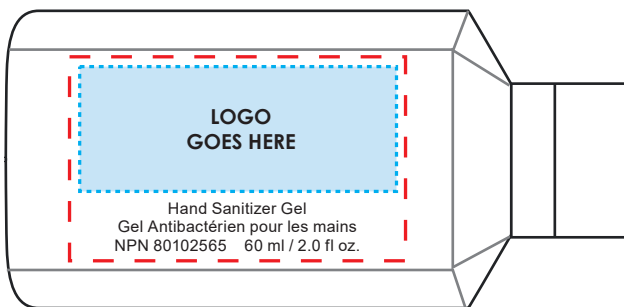 LOGO
GOES HERE
Hand Sanitizer Gel
Gel Antibactérien pour les mains
NPN 80102565    60 ml / 2.0 fl oz.